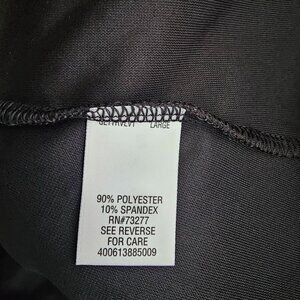 LARGE
90% POLYESTER
10% SPANDEX
RN#73277
SEE REVERSE
FOR CARE
400613885009